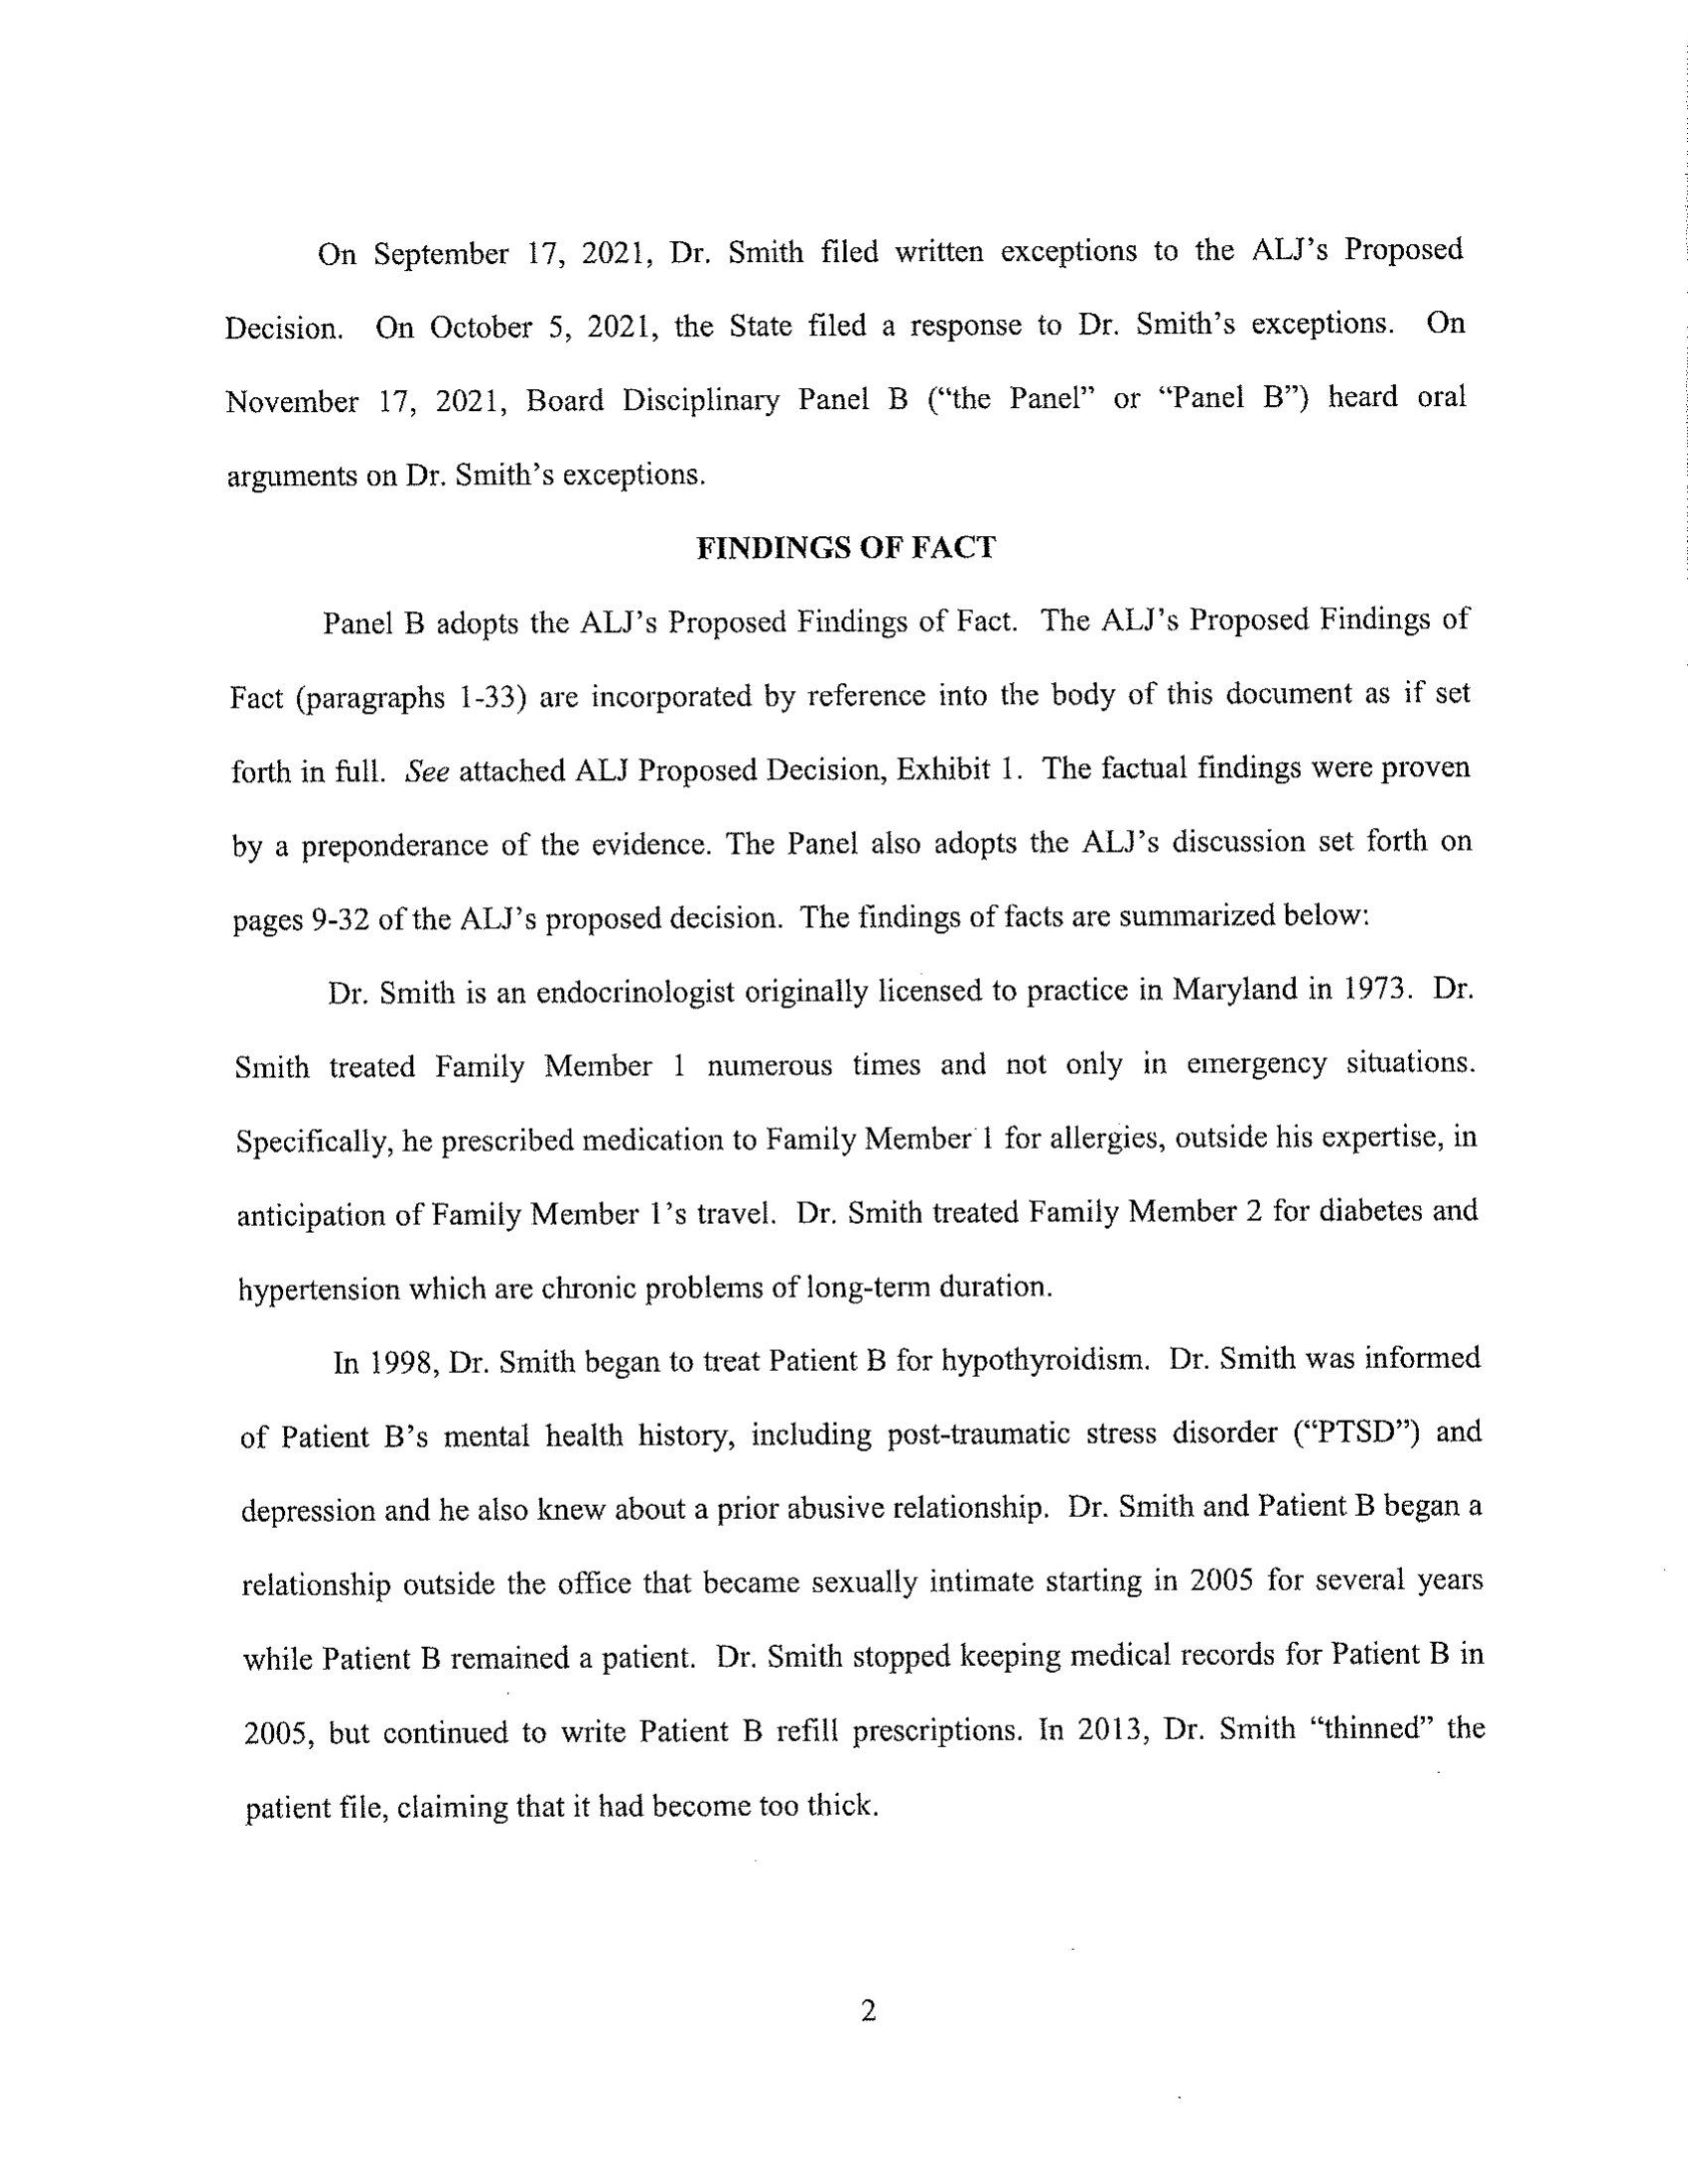 On September 17, 2021, Dr. Smith filed written exceptions to the ALJ's Proposed
Decision. On October 5, 2021, the State filed a response to Dr. Smith's exceptions. On
November 17, 2021, Board Disciplinary Panel B (“the Panel” or “Panel B”) heard oral
arguments on Dr. Smith's exceptions.
FINDINGS OF FACT
Panel B adopts the ALJ's Proposed Findings of Fact. The ALJ's Proposed Findings of
Fact (paragraphs 1-33) are incorporated by reference into the body of this document as if set
forth in full. See attached ALJ Proposed Decision, Exhibit 1. The factual findings were proven
by a preponderance of the evidence. The Panel also adopts the ALJ's discussion set forth on
pages 9-32 of the ALJ's proposed decision. The findings of facts are summarized below:
Dr. Smith is an endocrinologist originally licensed to practice in Maryland in 1973. Dr.
Smith treated Family Member 1 numerous times and not only in emergency situations.
Specifically, he prescribed medication to Family Member 1 for allergies, outside his expertise, in
anticipation of Family Member 1's travel. Dr. Smith treated Family Member 2 for diabetes and
hypertension which are chronic problems of long-term duration.
In 1998, Dr. Smith began to treat Patient B for hypothyroidism. Dr. Smith was informed
of Patient B's mental health history, including post-traumatic stress disorder (“PTSD”) and
depression and he also knew about a prior abusive relationship. Dr. Smith and Patient B began a
relationship outside the office that became sexually intimate starting in 2005 for several years
while Patient B remained a patient. Dr. Smith stopped keeping medical records for Patient B in
2005, but continued to write Patient B refill prescriptions. In 2013, Dr. Smith “thinned” the
patient file, claiming that it had become too thick.
2